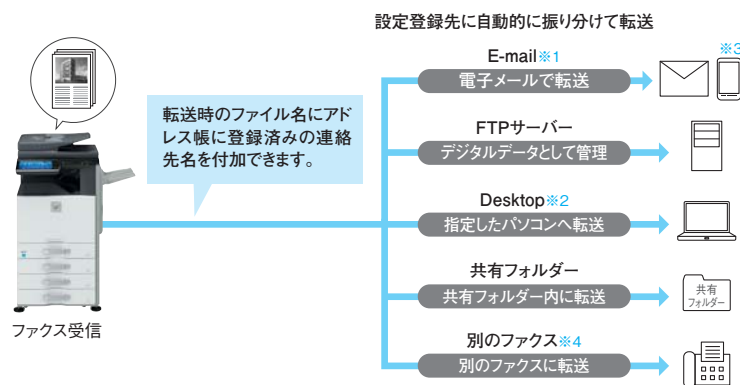 設定登録先に自動的に振り分けて転送
E-mail※1
電子メールで転送
※3
転送時のファイル名にアド
レス帳に登録済みの連絡
先名を付加できます。
FTPサーバー
デジタルデータとして管理
Desktop※2
指定したパソコンへ転送
共有フォルダー
共有フォルダー内に転送
共有
フォルダー
別のファクス※4
別のファクスに転送
ファクス受信